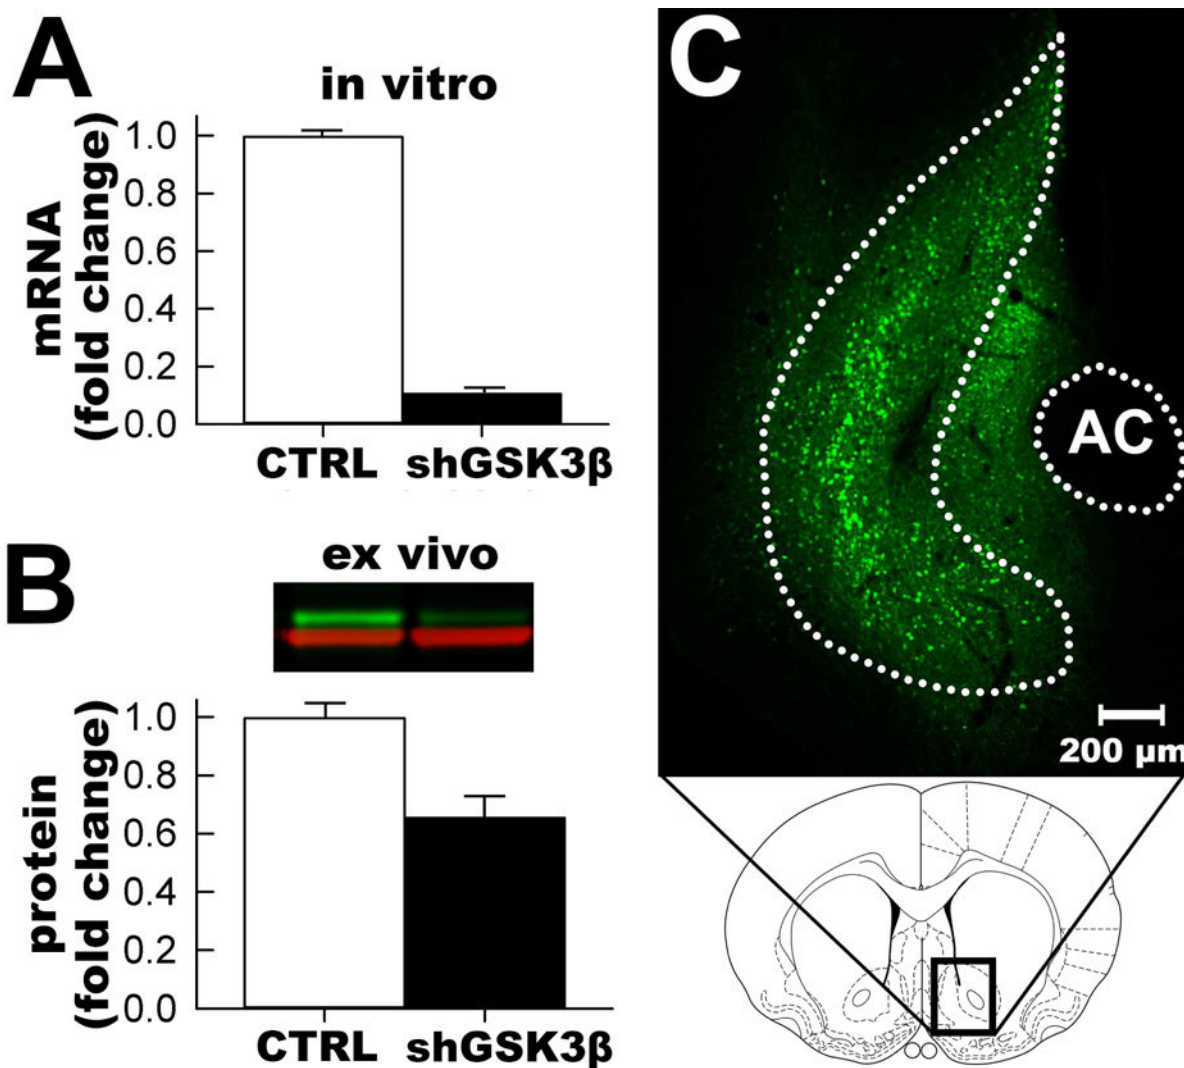 A
in vitro
mRNA
(fold change)
1.0
0.8
0.6
0.4
0.2
0.0
CTRL shGSK3β
B
ex vivo
protein
(fold change)
1.0
0.8
0.6
0.4
0.2
0.0
CTRL shGSK3β
C
AC
200 µm